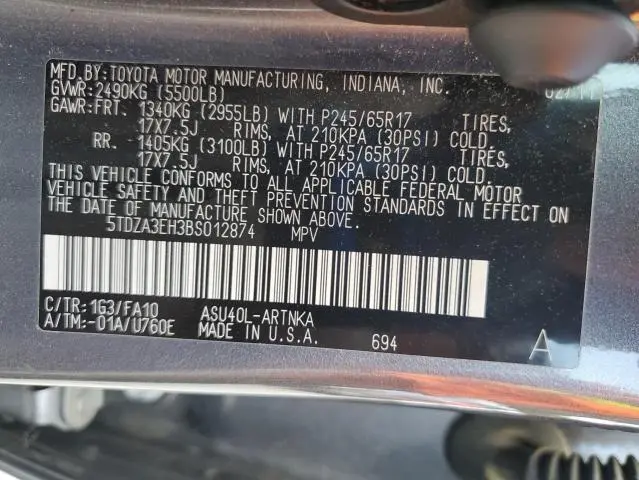 MFD.BY:TOYOTA MOTOR MANUFACTURING, INDIANA, INC.
GVWR:2490KG (5500LB)
GAWR:FRT. 1340KG (2955LB) WITH P245/65R17 TIRES,
17X7.5J RIMS, AT 210KPA (30PSI) COLD.
RR. 1405KG (3100LB) WITH P245/65R17 TIRES,
17X7.5J RIMS, AT 210KPA (30PSI) COLD.
THIS VEHICLE CONFORMS TO ALL APPLICABLE FEDERAL MOTOR
VEHICLE SAFETY AND THEFT PREVENTION STANDARDS IN EFFECT ON
THE DATE OF MANUFACTURE SHOWN ABOVE.
5TDZA3EH3BS012874 MPV
C/TR:1G3/FA10 ASU40L-ARTNKA
A/TM:-01A/U760E MADE IN U.S.A. 694
A